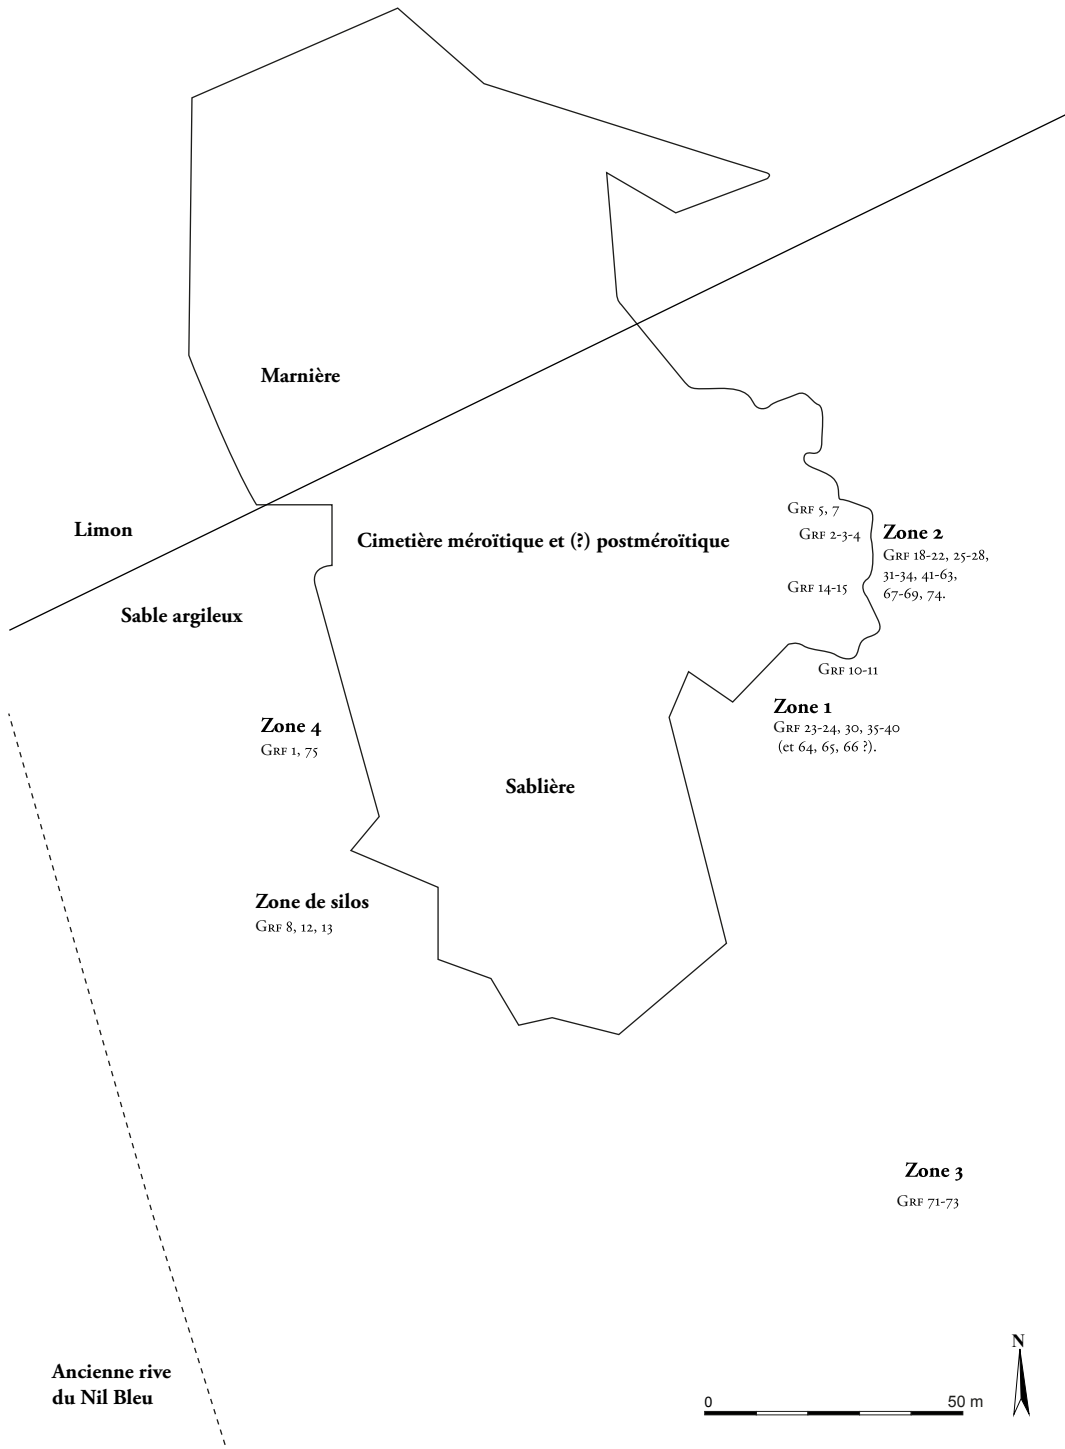 Marnière
Limon
Cimetière méroïtique et (?) postméroïtique
Grf 5, 7
Grf 2-3-4
Zone 2
Grf 18-22, 25-28,
31-34, 41-63,
67-69, 74.
Grf 14-15
Sable argileux
Grf 10-11
Zone 1
Grf 23-24, 30, 35-40
(et 64, 65, 66 ?).
Zone 4
Grf 1, 75
Sablière
Zone de silos
Grf 8, 12, 13
Zone 3
Grf 71-73
Ancienne rive
du Nil Bleu
N
0 50 m